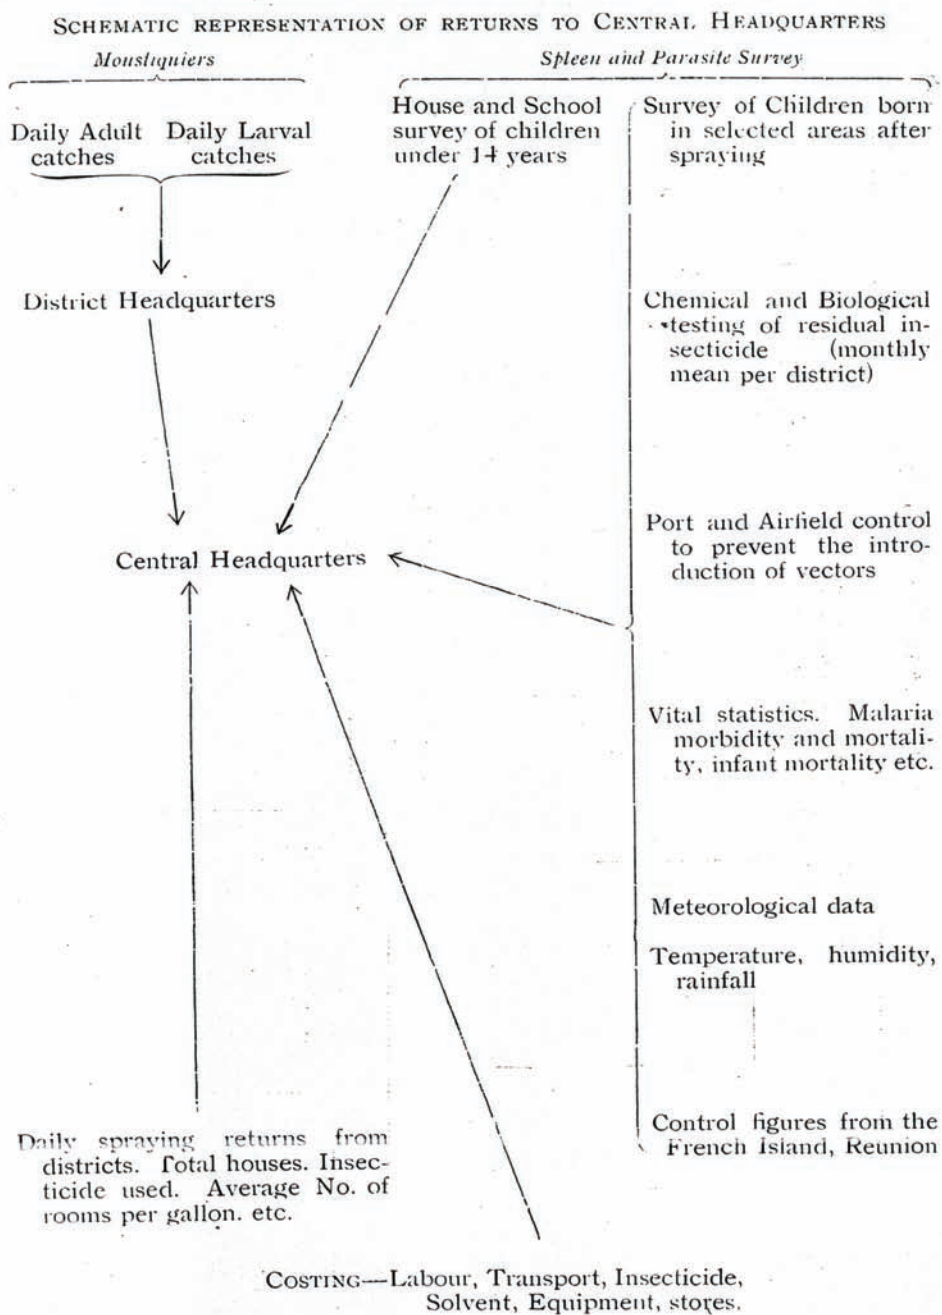 SCHEMATIC REPRESENTATION OF RETURNS TO CENTRAL HEADQUARTERS
Moustiquiers
Daily Adult
catches
Daily Larval
catches
District Headquarters
Spleen and Parasite Survey
House and School
survey of children
under 14 years
Survey of Children born
in selected areas after
spraying
Chemical and Biological
testing of residual in-
secticide (monthly
mean per district)
Port and Airfield control
to prevent the intro-
duction of vectors
Central Headquarters
Vital statistics. Malaria
morbidity and mortali-
ty, infant mortality etc.
Meteorological data
Temperature, humidity,
rainfall
Control figures from the
French Island, Reunion
Daily spraying returns from
districts. Total houses. Insec-
ticide used. Average No. of
rooms per gallon. etc.
COSTING—Labour, Transport, Insecticide,
Solvent, Equipment, stores.